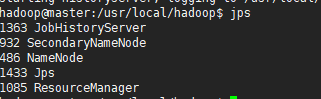 hadoop@master:/usr/local/hadoop$ jps
1363 JobHistoryServer
932 SecondaryNameNode
486 NameNode
1433 Jps
1085 ResourceManager